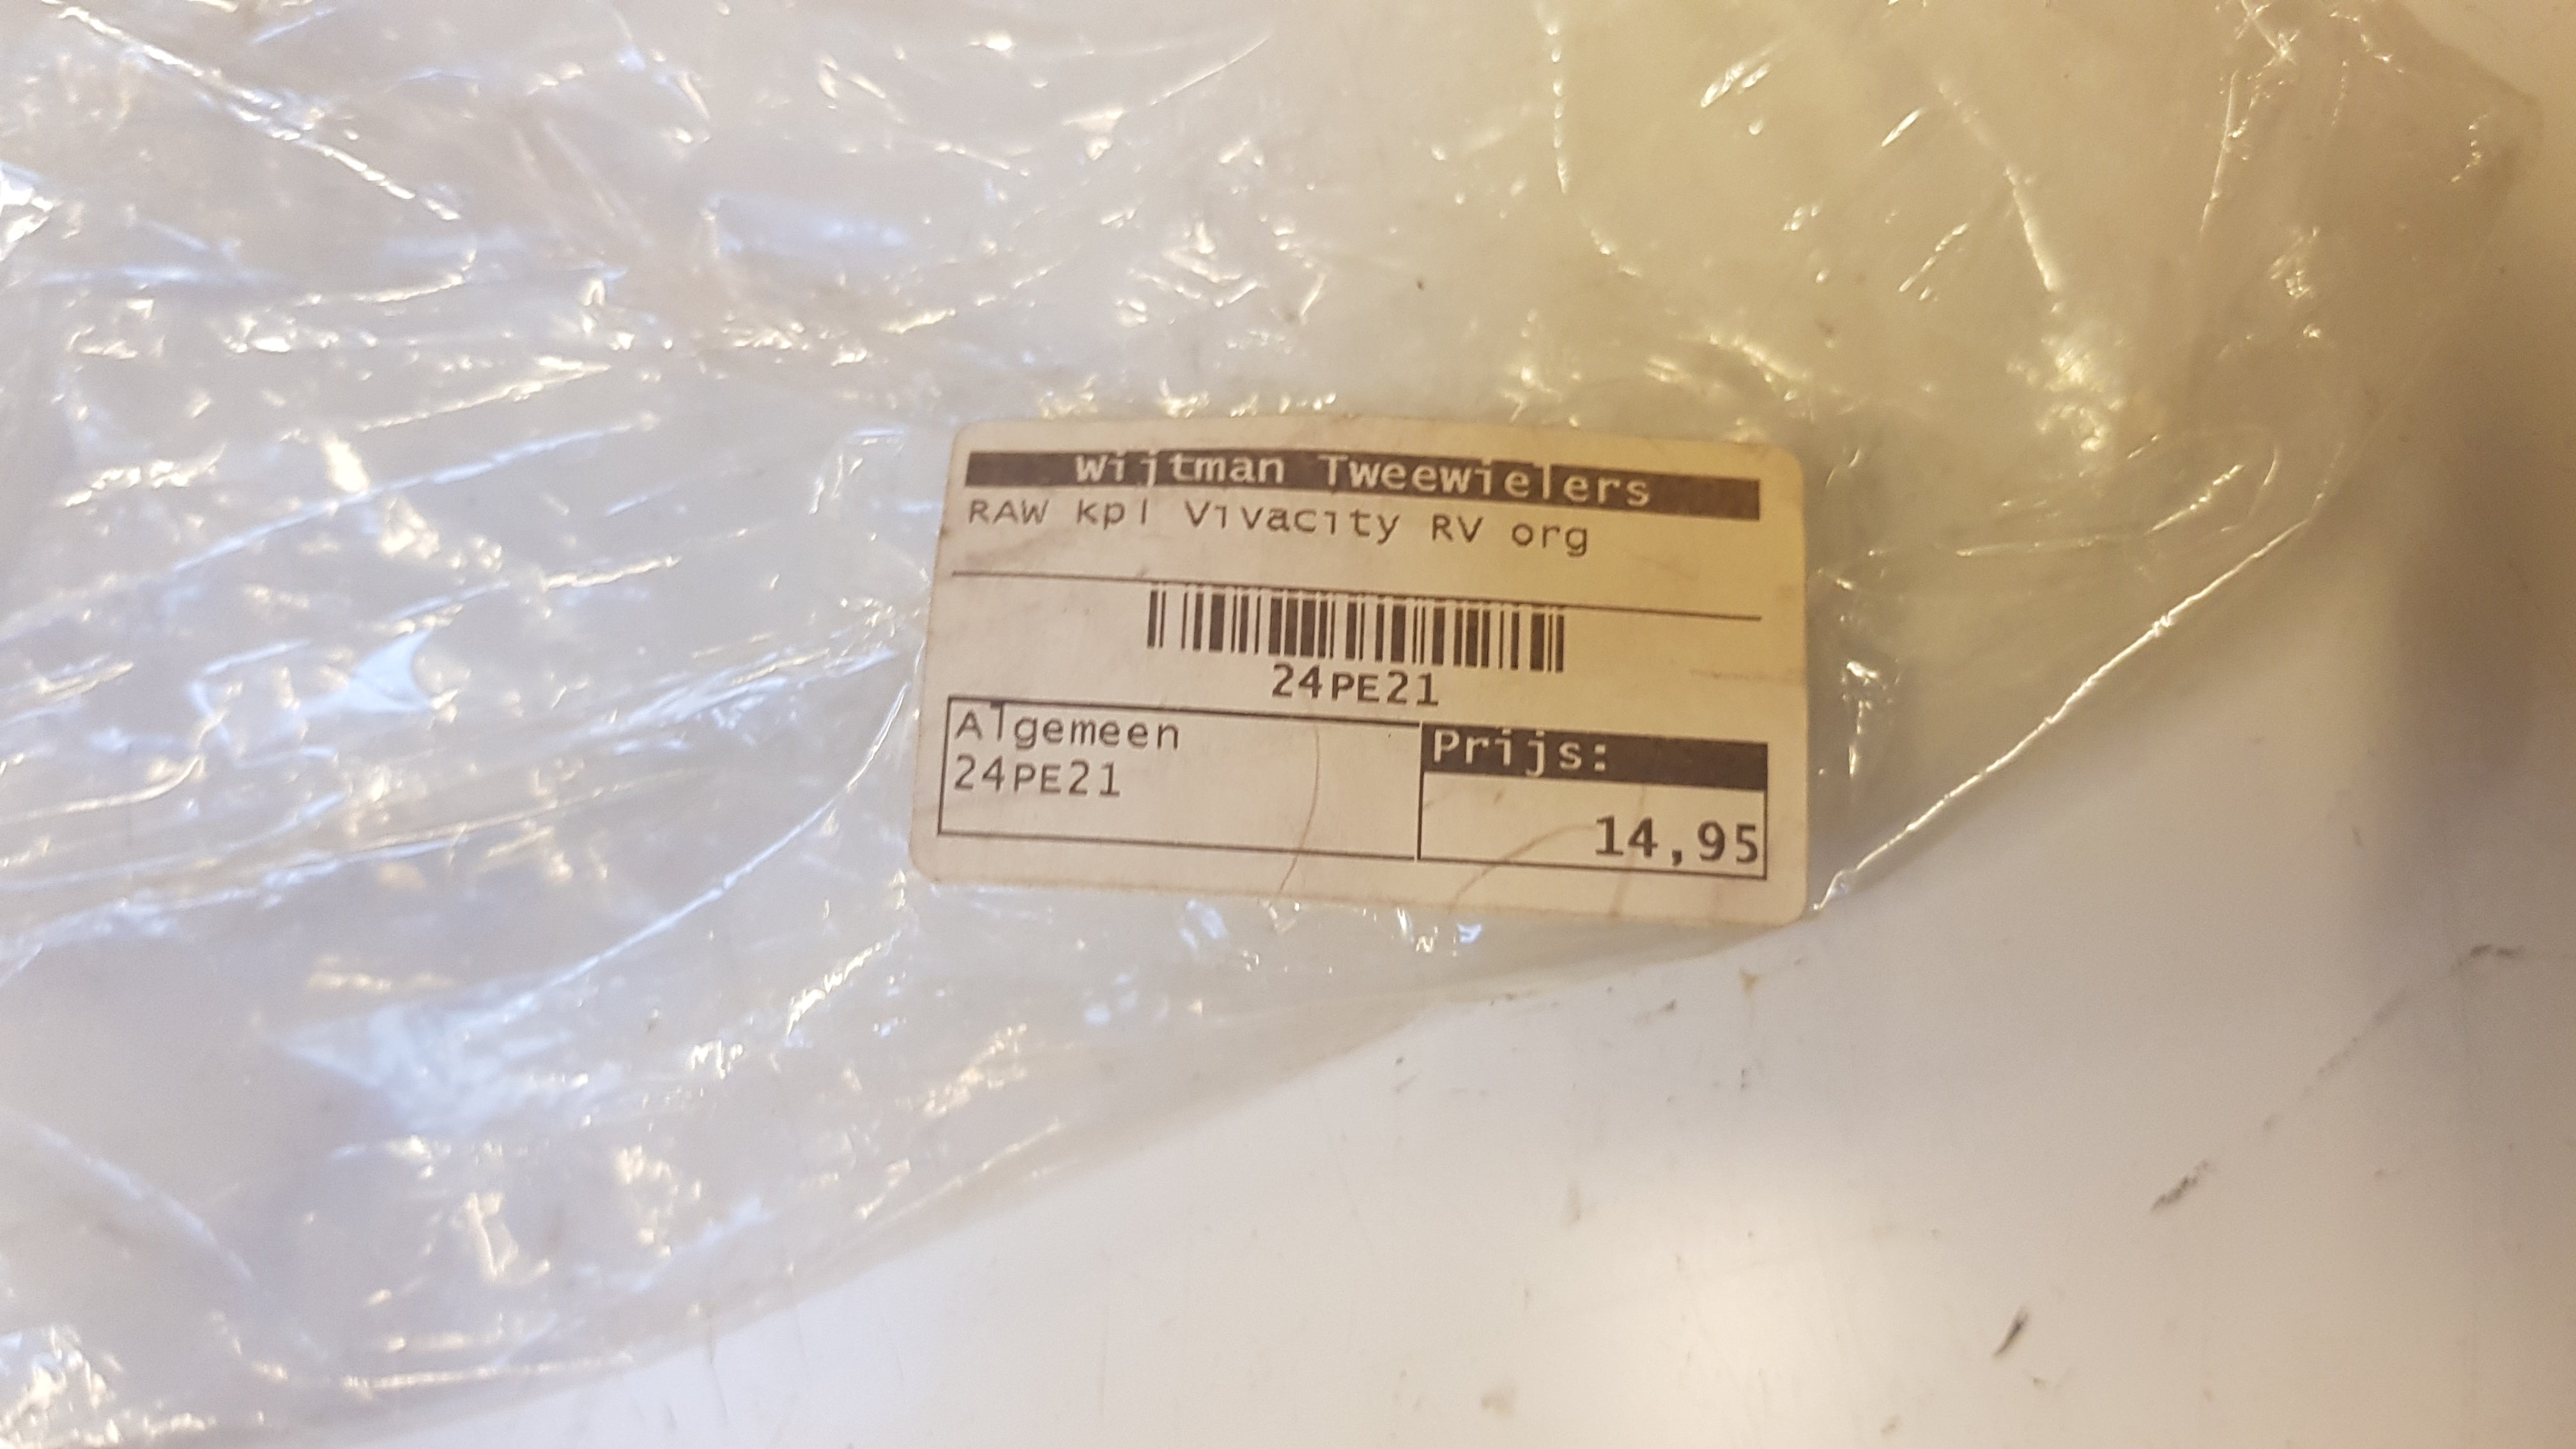 Wijtman Tweewielers
RAW kpl Vivacity RV org
24PE21
Algemeen
24PE21
Prijs:
14,95